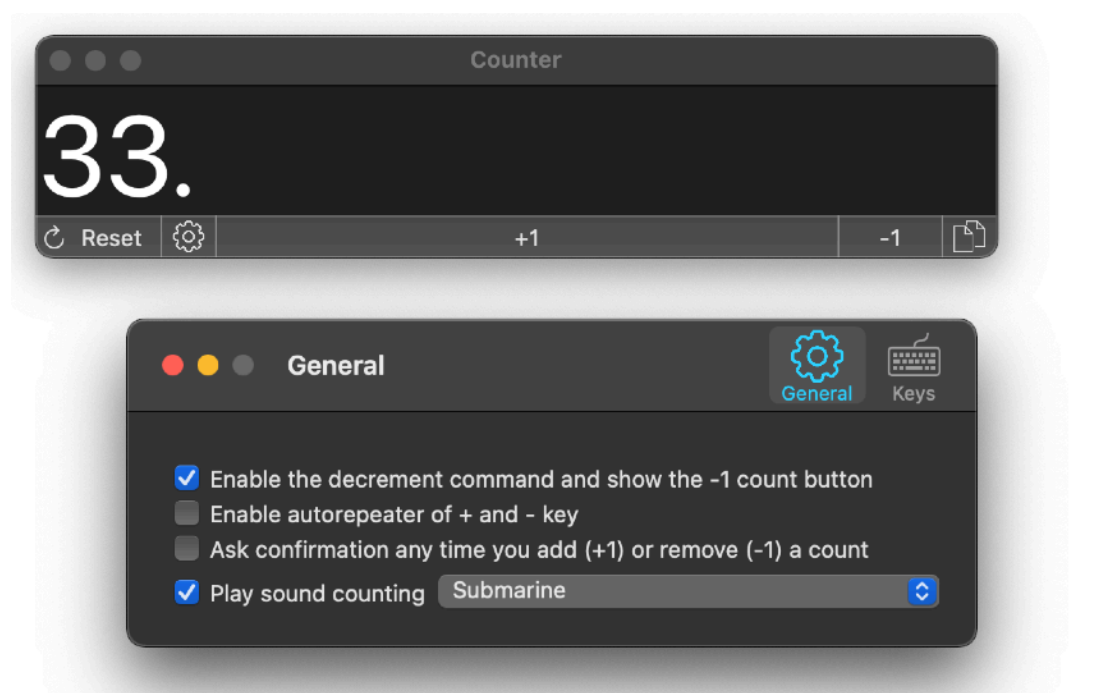 Counter
33.
Reset +1 -1
General
General Keys
Enable the decrement command and show the -1 count button
Enable autorepeater of + and - key
Ask confirmation any time you add (+1) or remove (-1) a count
Play sound counting Submarine